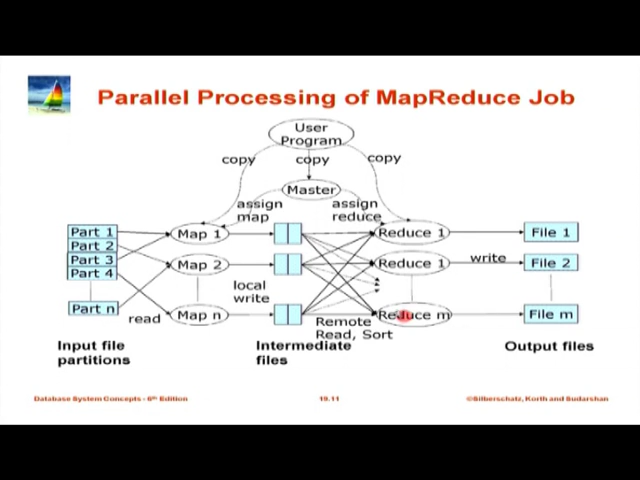 Parallel Processing of MapReduce Job
User
Program
copy
copy
copy
Master
assign
map
assign
reduce
Part 1
Part 2
Part 3
Part 4
Part n
Map 1
Map 2
Map n
read
local
write
Reduce 1
Reduce 1
Reduce m
Remote
Read, Sort
write
File 1
File 2
File m
Input file
partitions
Intermediate
files
Output files
Database System Concepts - 6th Edition
19.11
©Silberschatz, Korth and Sudarshan